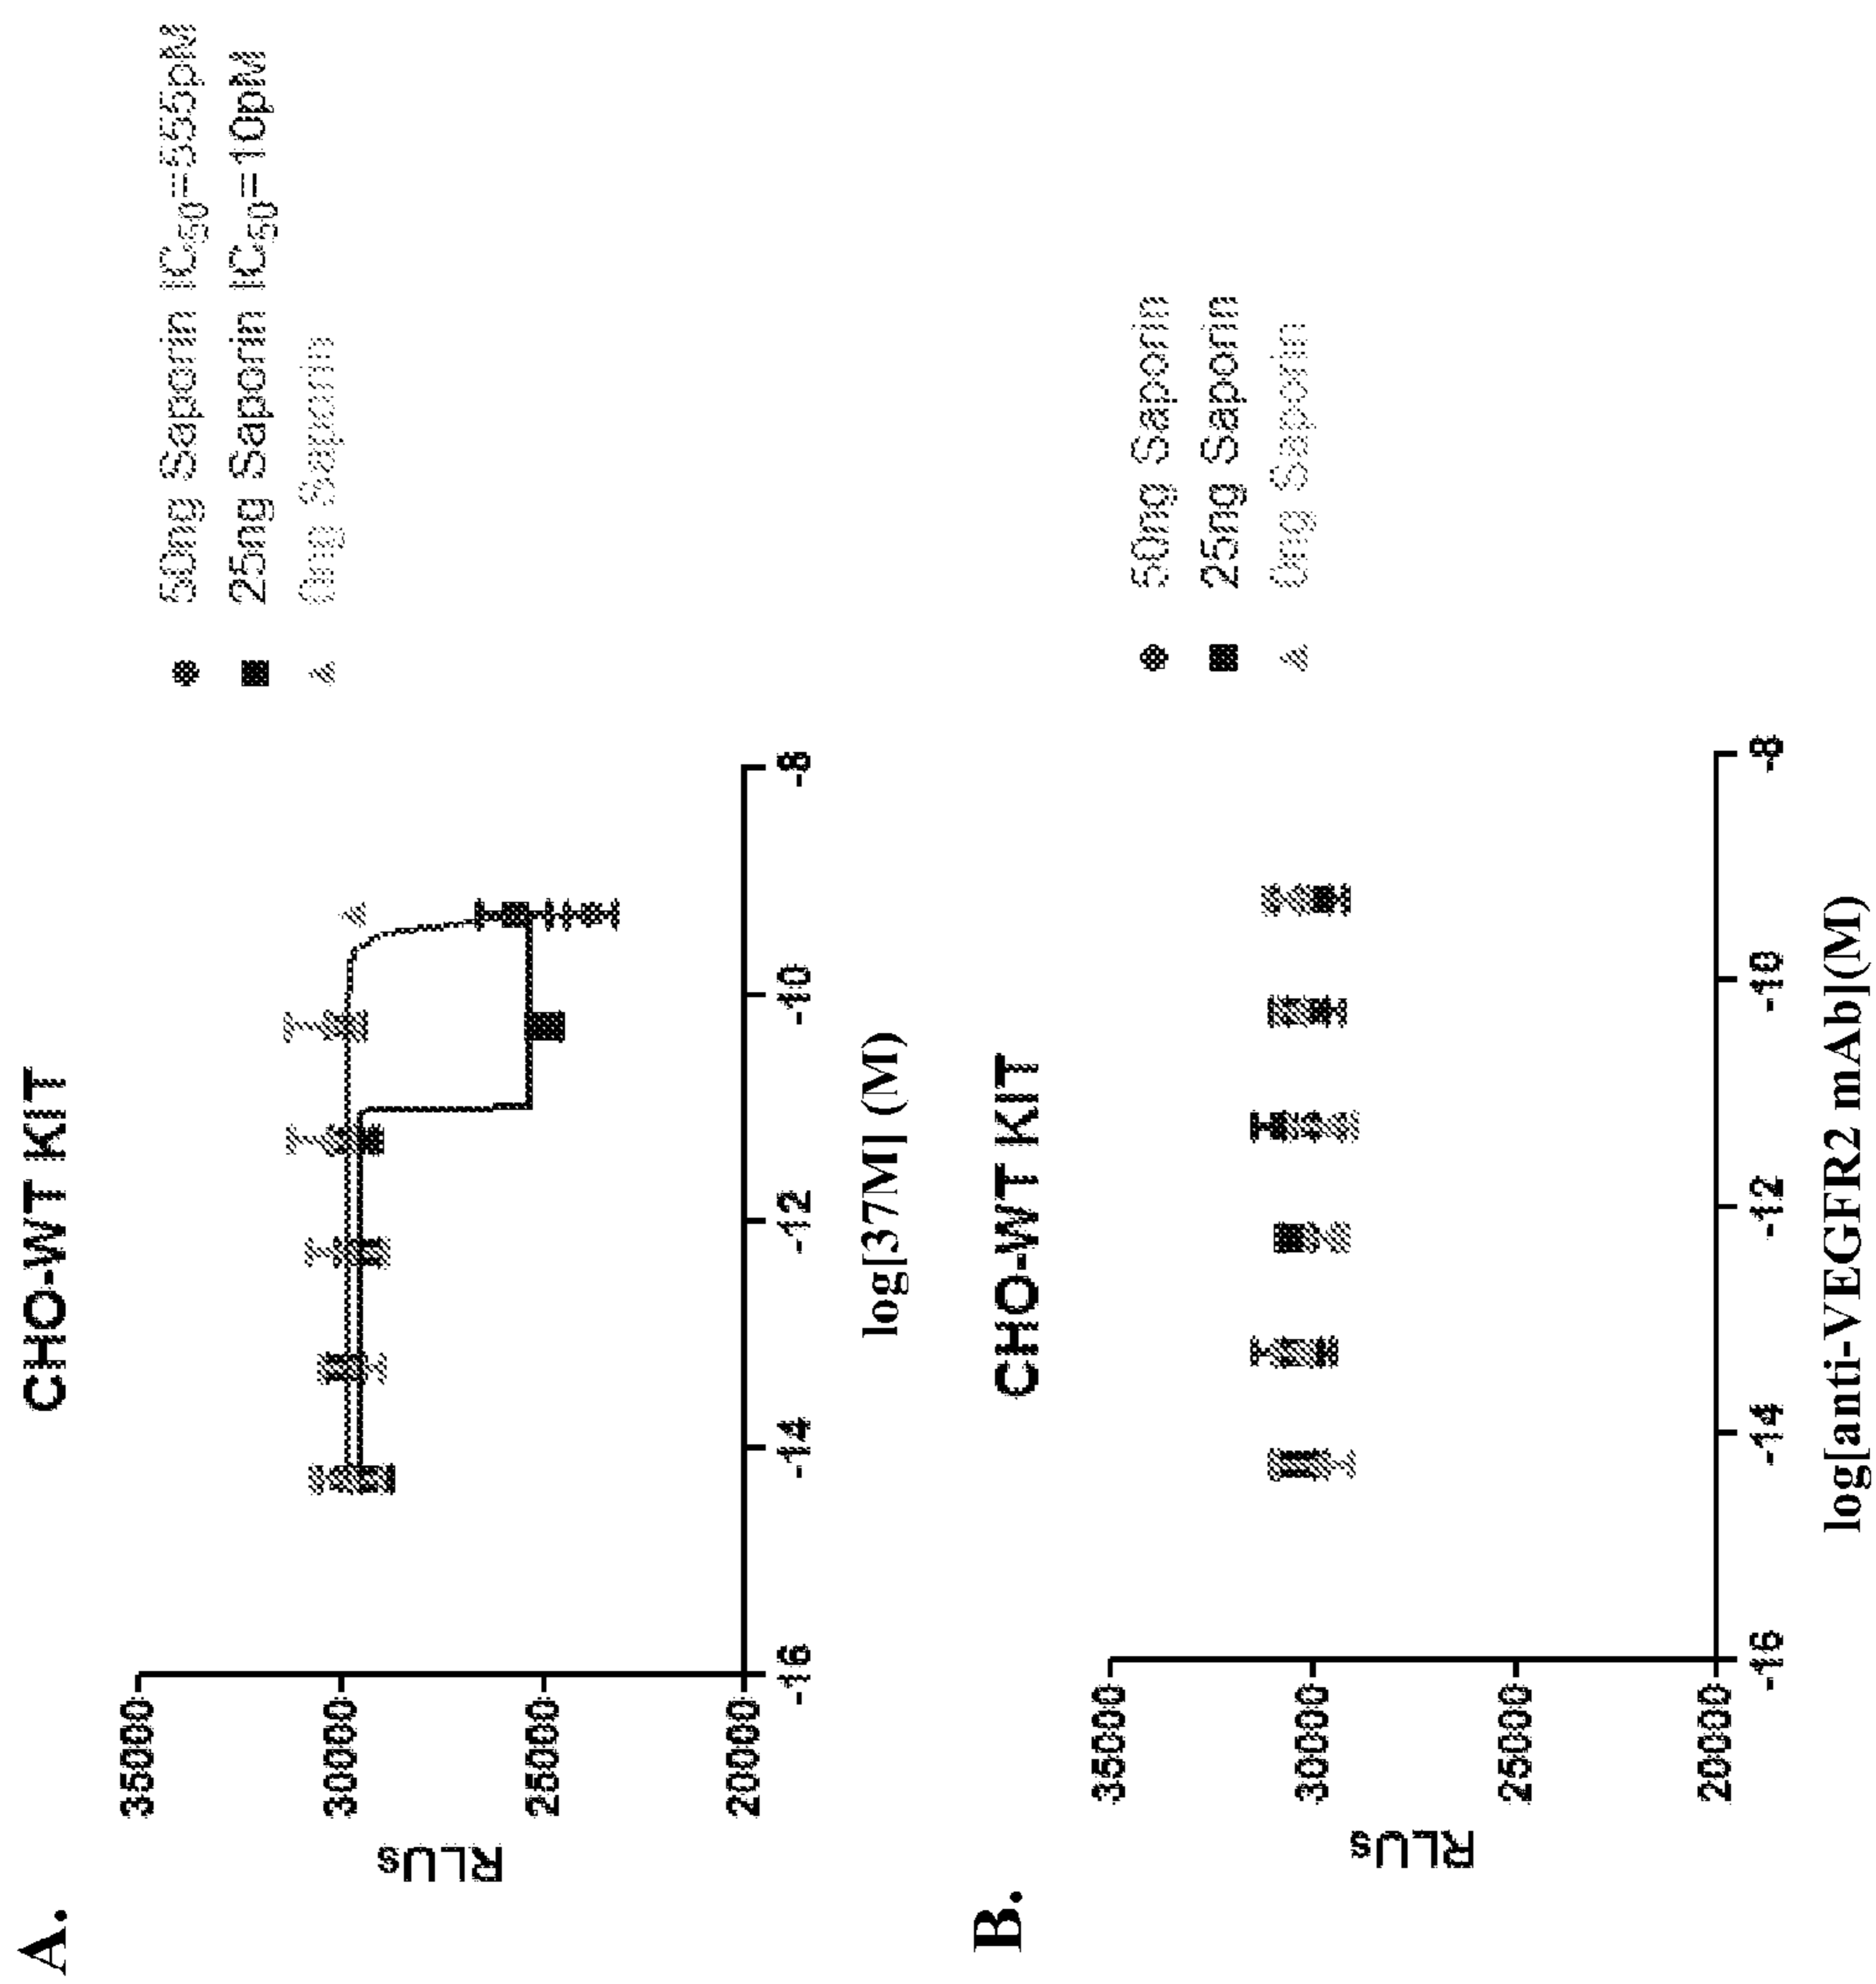 A.
CHO-WT KIT
RLUs
35000
30000
25000
20000
-16
-14
-12
-10
-8
log[37M] (M)
50ng Saporin IC50=555pM
25ng Saporin IC50=10pM
0ng Saporin
B.
CHO-WT KIT
RLUs
35000
30000
25000
20000
-16
-14
-12
-10
-8
log[anti-VEGFR2 mAb](M)
50ng Saporin
25ng Saporin
0ng Saporin